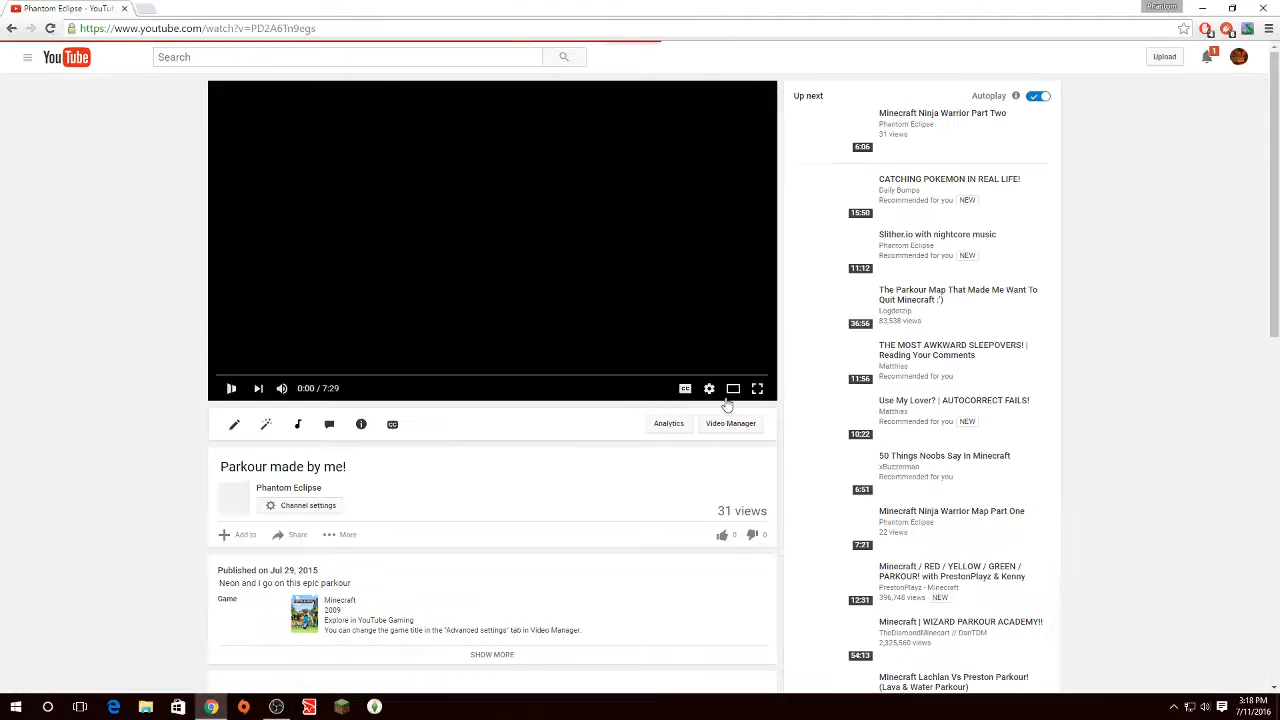 Phantom Eclipse - YouTub
Phantom
https://www.youtube.com/watch?v=PD2A6Tn9egs
YouTube
Search
Upload
1
Up next
Autoplay
Minecraft Ninja Warrior Part Two
Phantom Eclipse
31 views
6:06
CATCHING POKEMON IN REAL LIFE!
Daily Bumps
Recommended for you NEW
15:50
Slither.io with nightcore music
Phantom Eclipse
Recommended for you NEW
11:12
The Parkour Map That Made Me Want To
Quit Minecraft :')
Logdotzip
83,538 views
36:56
THE MOST AWKWARD SLEEPOVERS! |
Reading Your Comments
Matthias
Recommended for you
11:56
Use My Lover? | AUTOCORRECT FAILS!
Matthias
Recommended for you NEW
10:22
50 Things Noobs Say In Minecraft
xBuzzerman
Recommended for you
6:51
Minecraft Ninja Warrior Map Part One
Phantom Eclipse
22 views
7:21
Minecraft / RED / YELLOW / GREEN /
PARKOUR! with PrestonPlayz & Kenny
PrestonPlayz - Minecraft
396,748 views NEW
12:31
Minecraft | WIZARD PARKOUR ACADEMY!!
TheDiamondMinecart // DanTDM
2,325,560 views
54:13
Minecraft Lachlan Vs Preston Parkour!
(Lava & Water Parkour)
0:00 / 7:29
CC
CC
Analytics
Video Manager
Parkour made by me!
Phantom Eclipse
Channel settings
31 views
Add to
Share
More
0
0
Published on Jul 29, 2015
Neon and I go on this epic parkour
Game
Minecraft
2009
Explore in YouTube Gaming
You can change the game title in the "Advanced settings" tab in Video Manager.
SHOW MORE
3:18 PM
7/11/2016